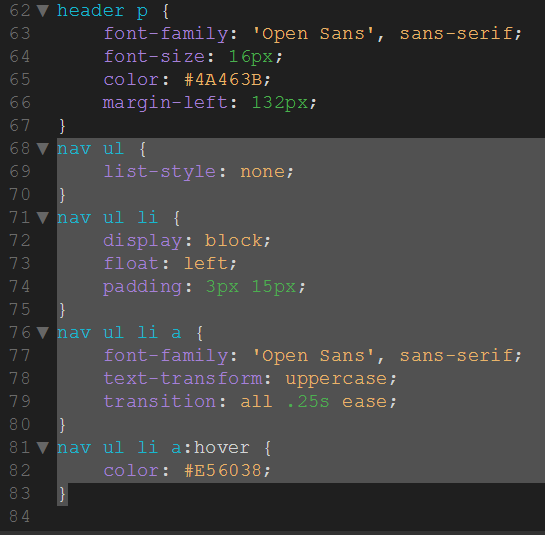 62 header p {
63 font-family: 'Open Sans', sans-serif;
64 font-size: 16px;
65 color: #4A463B;
66 margin-left: 132px;
67 }
68 nav ul {
69 list-style: none;
70 }
71 nav ul li {
72 display: block;
73 float: left;
74 padding: 3px 15px;
75 }
76 nav ul li a {
77 font-family: 'Open Sans', sans-serif;
78 text-transform: uppercase;
79 transition: all .25s ease;
80 }
81 nav ul li a:hover {
82 color: #E56038;
83 }
84